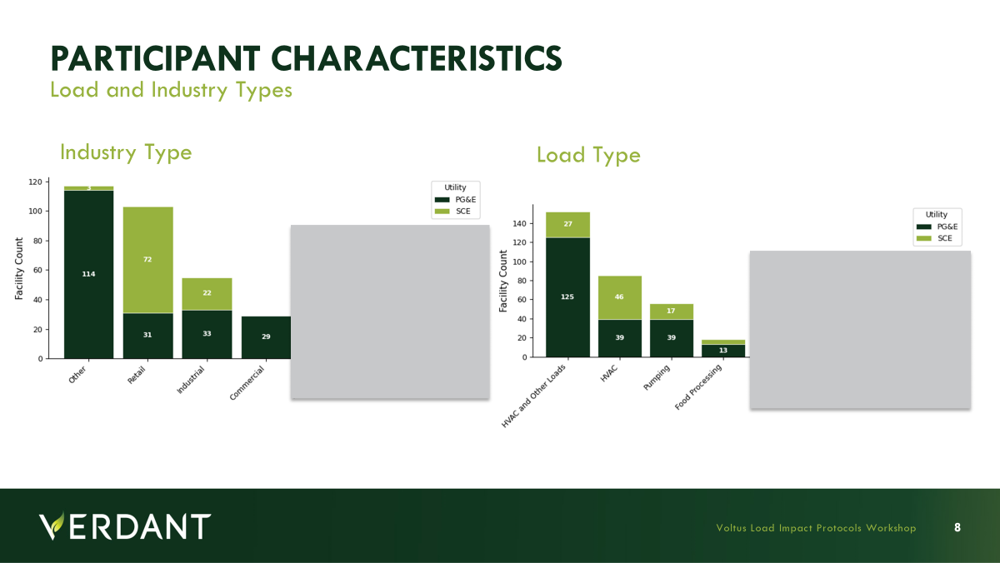 PARTICIPANT CHARACTERISTICS
Load and Industry Types
Industry Type
Facility Count
120
100
80
60
40
20
0
3
114
72
31
22
33
29
Other
Retail
Industrial
Commercial
Utility
PG&E
SCE
Load Type
Facility Count
140
120
100
80
60
40
20
0
27
125
46
39
17
39
13
HVAC and Other Loads
HVAC
Pumping
Food Processing
Utility
PG&E
SCE
VERDANT
Voltus Load Impact Protocols Workshop
8